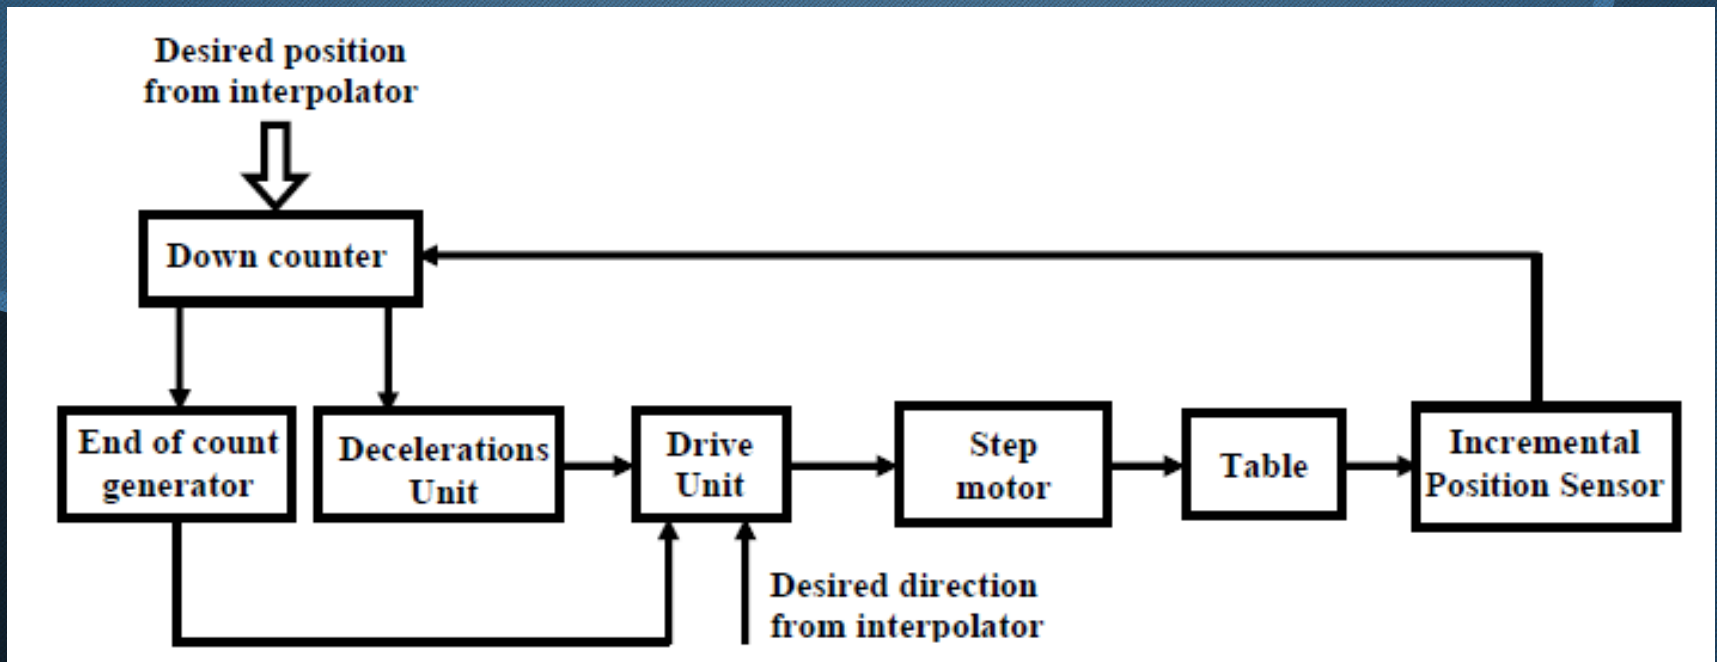 Desired position
from interpolator
Down counter
End of count
generator
Decelerations
Unit
Drive
Unit
Step
motor
Table
Incremental
Position Sensor
Desired direction
from interpolator